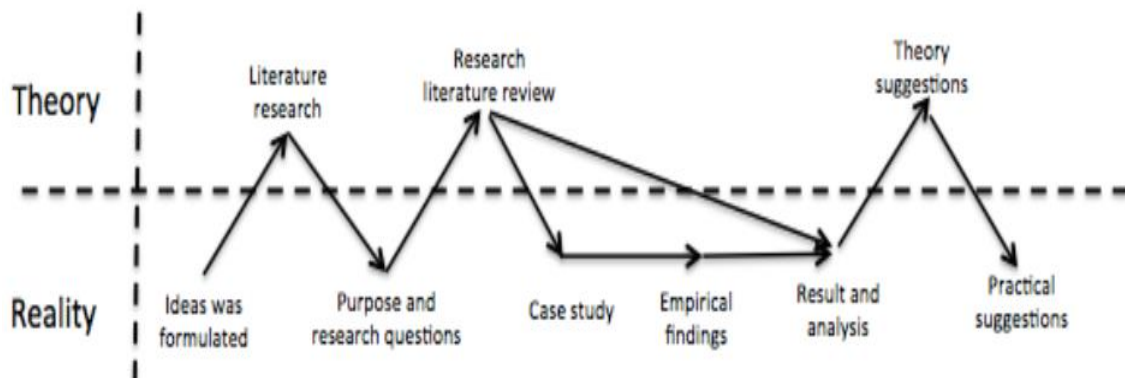 Theory
Literature
research
Research
literature review
Theory
suggestions
Reality
Ideas was
formulated
Purpose and
research questions
Case study
Empirical
findings
Result and
analysis
Practical
suggestions